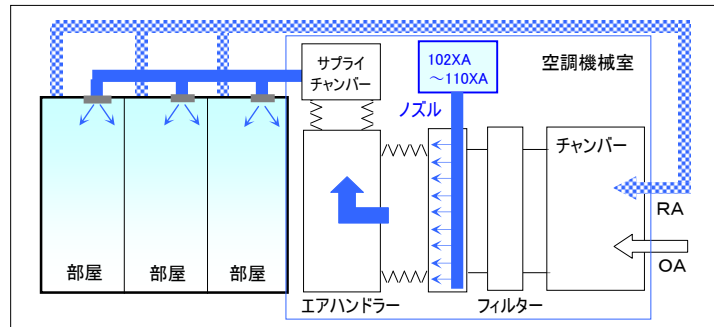 サプライ
チャンバー
102XA
～110XA
空調機械室
ノズル
チャンバー
RA
OA
部屋
部屋
部屋
エアハンドラー
フィルター